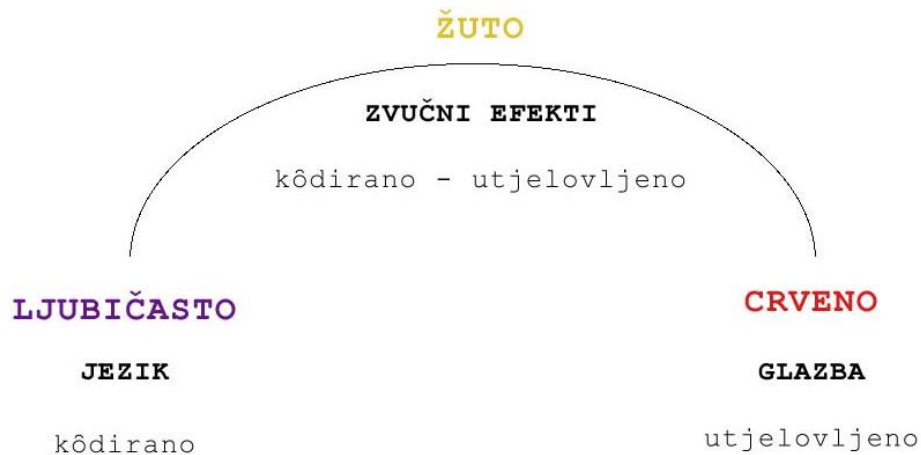 ŽUTO
ZVUČNI EFEKTI
kôdirano - utjelovljeno
LJUBIČASTO
CRVENO
JEZIK
GLAZBA
kôdirano
utjelovljeno